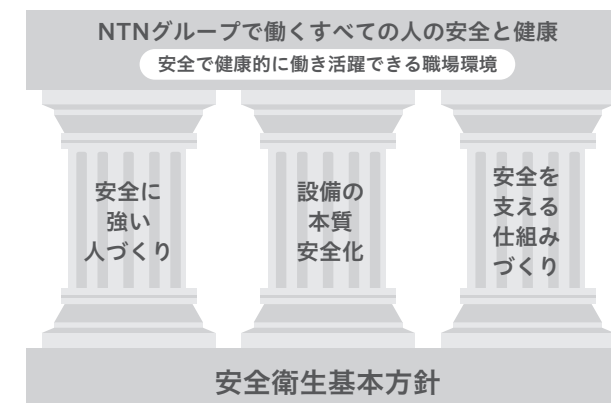 NTNグループで働くすべての人の安全と健康
安全で健康的に働き活躍できる職場環境
安全に
強い
人づくり
設備の
本質
安全化
安全を
支える
仕組み
づくり
安全衛生基本方針